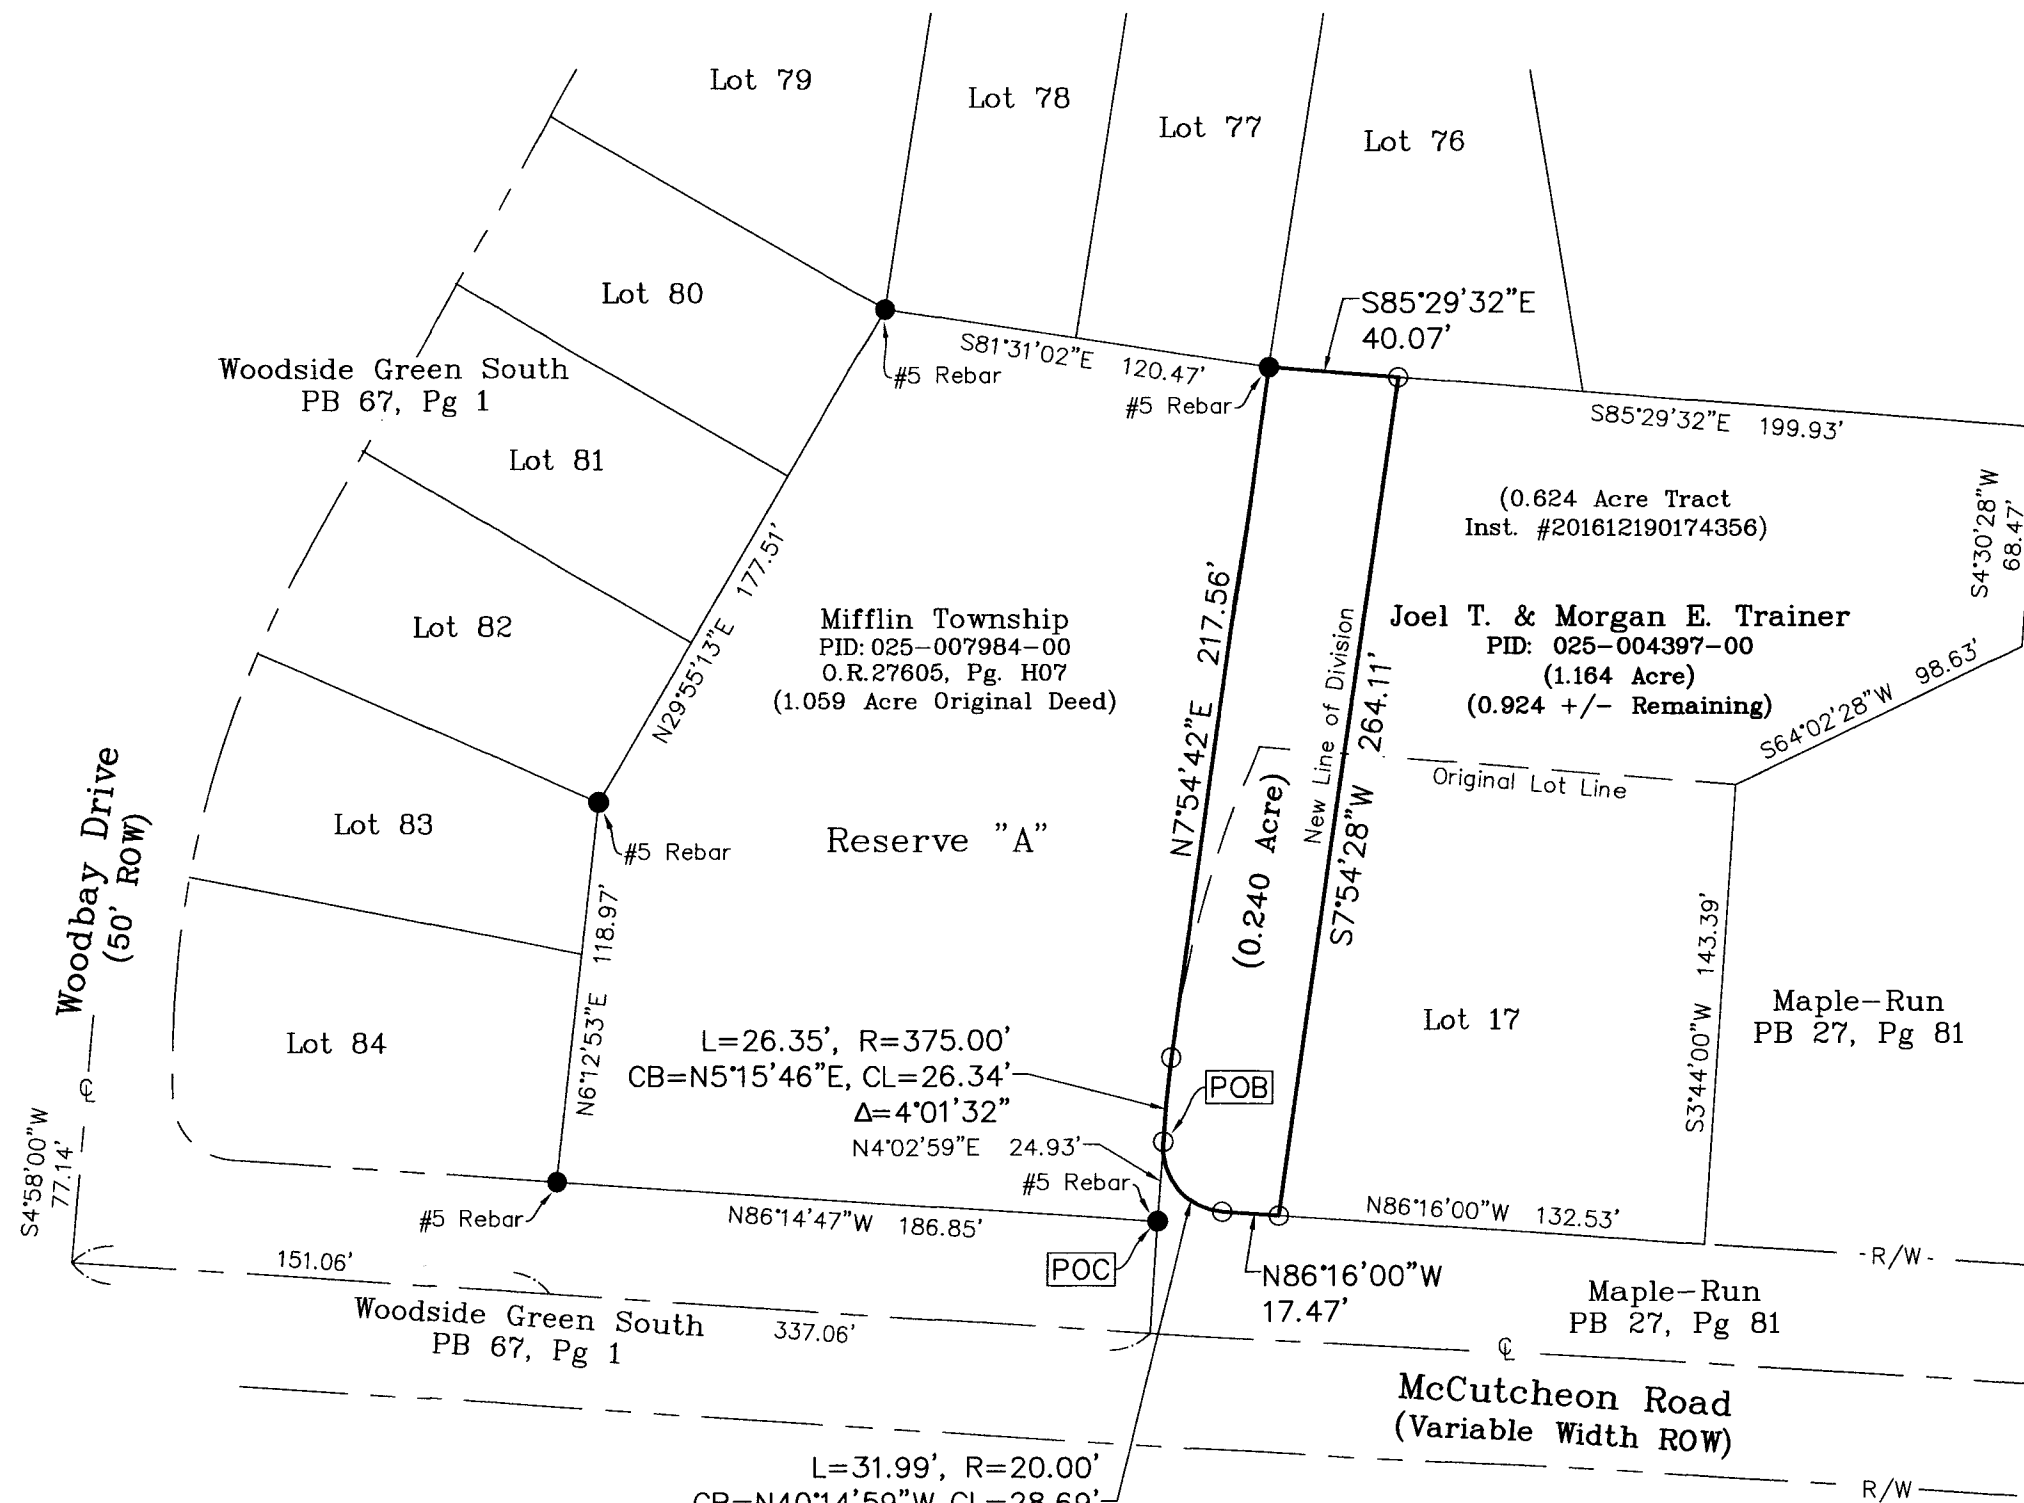 Lot 79
Lot 78
Lot 77
Lot 76
Lot 80
S85°29'32"E
40.07'
S81°31'02"E 120.47'
#5 Rebar
#5 Rebar
Woodside Green South
PB 67, Pg 1
S85°29'32"E 199.93'
Lot 81
(0.624 Acre Tract
Inst. #201612190174356)
S4°30'28"W
68.47'
N29°55'13"E 177.51'
Lot 82
Mifflin Township
PID: 025-007984-00
O.R.27605, Pg. H07
(1.059 Acre Original Deed)
N7°54'42"E 217.56'
New Line of Division
S7°54'28"W 264.11'
Joel T. & Morgan E. Trainer
PID: 025-004397-00
(1.164 Acre)
(0.924 +/- Remaining)
S64°02'28"W 98.63'
Original Lot Line
(0.240 Acre)
Lot 83
#5 Rebar
Reserve "A"
Woodbay Drive
(50' ROW)
N6°12'53"E 118.97'
Lot 84
L=26.35', R=375.00'
CB=N5°15'46"E, CL=26.34'
Δ=4°01'32"
POB
N4°02'59"E 24.93'
#5 Rebar
Lot 17
S3°44'00"W 143.39'
Maple-Run
PB 27, Pg 81
℄
S4°58'00"W
77.14'
#5 Rebar
N86°14'47"W 186.85'
POC
N86°16'00"W 132.53'
N86°16'00"W
17.47'
R/W
151.06'
Woodside Green South
PB 67, Pg 1
337.06'
Maple-Run
PB 27, Pg 81
℄
McCutcheon Road
(Variable Width ROW)
L=31.99', R=20.00'
CB=N40°14'59"W, CL=28.69'
R/W